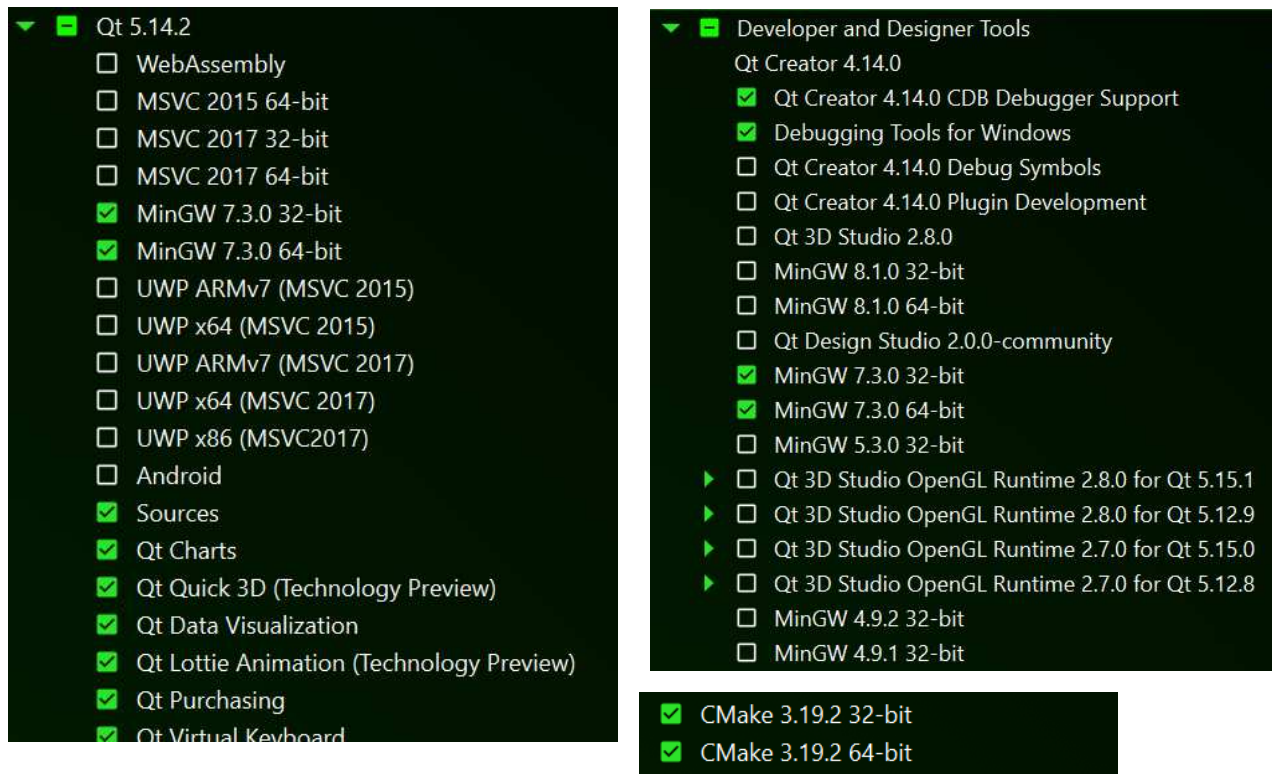 Qt 5.14.2
WebAssembly
MSVC 2015 64-bit
MSVC 2017 32-bit
MSVC 2017 64-bit
MinGW 7.3.0 32-bit
MinGW 7.3.0 64-bit
UWP ARMv7 (MSVC 2015)
UWP x64 (MSVC 2015)
UWP ARMv7 (MSVC 2017)
UWP x64 (MSVC 2017)
UWP x86 (MSVC2017)
Android
Sources
Qt Charts
Qt Quick 3D (Technology Preview)
Qt Data Visualization
Qt Lottie Animation (Technology Preview)
Qt Purchasing
Qt Virtual Keyboard
Developer and Designer Tools
Qt Creator 4.14.0
Qt Creator 4.14.0 CDB Debugger Support
Debugging Tools for Windows
Qt Creator 4.14.0 Debug Symbols
Qt Creator 4.14.0 Plugin Development
Qt 3D Studio 2.8.0
MinGW 8.1.0 32-bit
MinGW 8.1.0 64-bit
Qt Design Studio 2.0.0-community
MinGW 7.3.0 32-bit
MinGW 7.3.0 64-bit
MinGW 5.3.0 32-bit
Qt 3D Studio OpenGL Runtime 2.8.0 for Qt 5.15.1
Qt 3D Studio OpenGL Runtime 2.8.0 for Qt 5.12.9
Qt 3D Studio OpenGL Runtime 2.7.0 for Qt 5.15.0
Qt 3D Studio OpenGL Runtime 2.7.0 for Qt 5.12.8
MinGW 4.9.2 32-bit
MinGW 4.9.1 32-bit
CMake 3.19.2 32-bit
CMake 3.19.2 64-bit